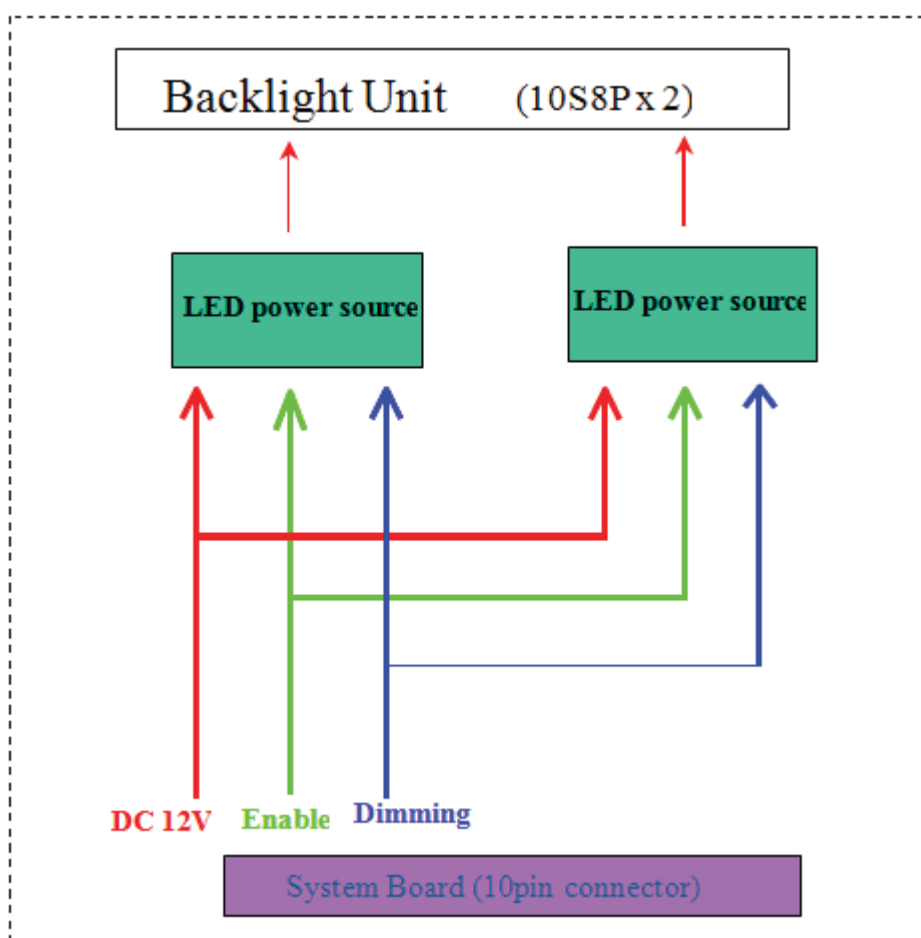 Backlight Unit (10S8P x 2)
LED power source
LED power source
DC 12V Enable Dimming
System Board (10pin connector)